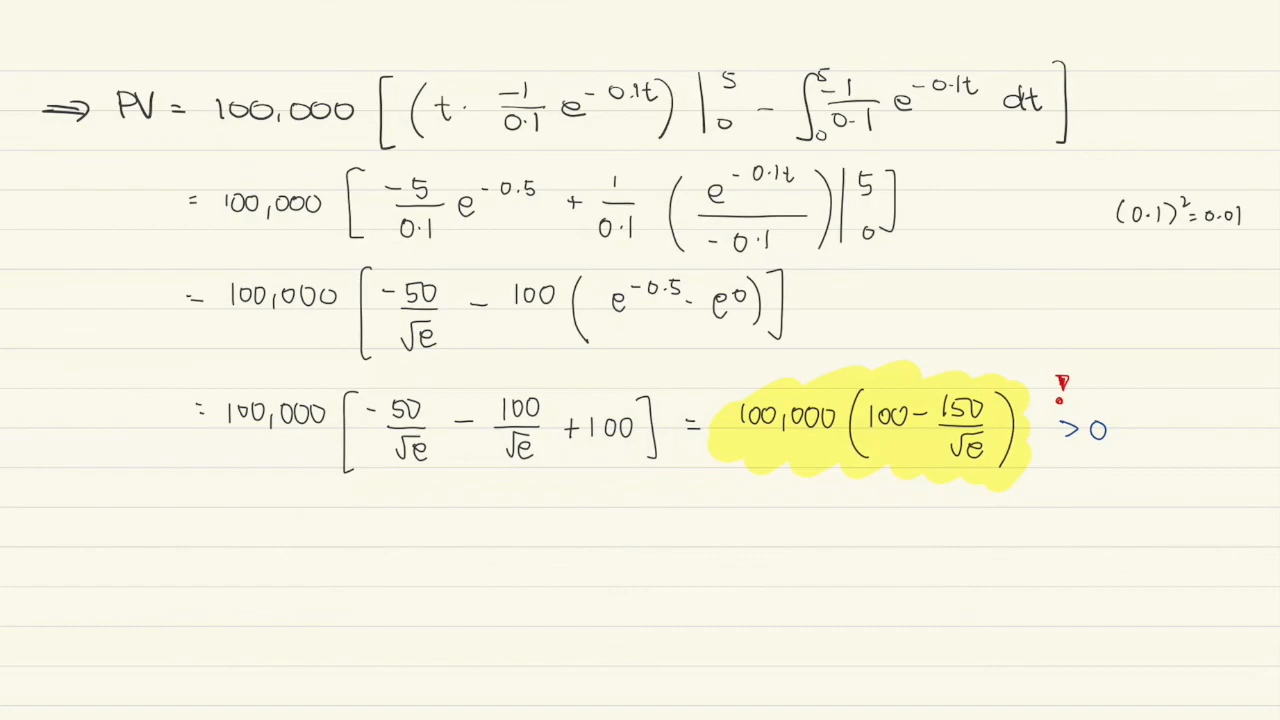 ⟹ PV = 100,000 [ ( t · -1/0.1 e^{-0.1t} ) |_0^5 - ∫_0^5 -1/0.1 e^{-0.1t} dt ]
= 100,000 [ -5/0.1 e^{-0.5} + 1/0.1 ( e^{-0.1t}/-0.1 ) |_0^5 ]
(0.1)^2 = 0.01
= 100,000 [ -50/√e - 100 ( e^{-0.5} - e^0 ) ]
= 100,000 [ -50/√e - 100/√e + 100 ] = 100,000 ( 100 - 150/√e ) ! > 0